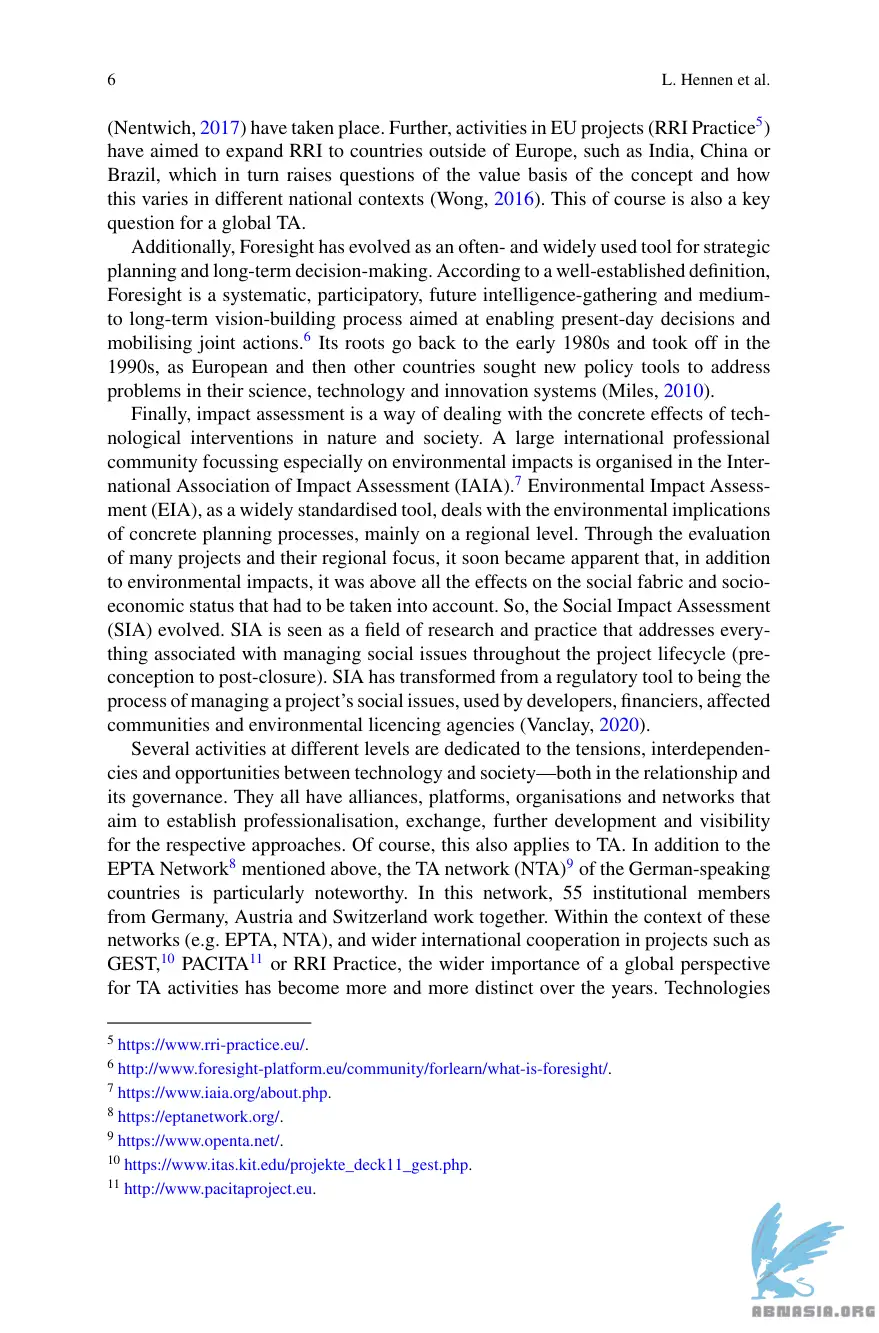 6 L. Hennen et al.
(Nentwich, 2017) have taken place. Further, activities in EU projects (RRI Practice5)
have aimed to expand RRI to countries outside of Europe, such as India, China or
Brazil, which in turn raises questions of the value basis of the concept and how
this varies in different national contexts (Wong, 2016). This of course is also a key
question for a global TA.
Additionally, Foresight has evolved as an often- and widely used tool for strategic
planning and long-term decision-making. According to a well-established definition,
Foresight is a systematic, participatory, future intelligence-gathering and medium-
to long-term vision-building process aimed at enabling present-day decisions and
mobilising joint actions.6 Its roots go back to the early 1980s and took off in the
1990s, as European and then other countries sought new policy tools to address
problems in their science, technology and innovation systems (Miles, 2010).
Finally, impact assessment is a way of dealing with the concrete effects of tech-
nological interventions in nature and society. A large international professional
community focussing especially on environmental impacts is organised in the Inter-
national Association of Impact Assessment (IAIA).7 Environmental Impact Assess-
ment (EIA), as a widely standardised tool, deals with the environmental implications
of concrete planning processes, mainly on a regional level. Through the evaluation
of many projects and their regional focus, it soon became apparent that, in addition
to environmental impacts, it was above all the effects on the social fabric and socio-
economic status that had to be taken into account. So, the Social Impact Assessment
(SIA) evolved. SIA is seen as a field of research and practice that addresses every-
thing associated with managing social issues throughout the project lifecycle (pre-
conception to post-closure). SIA has transformed from a regulatory tool to being the
process of managing a project's social issues, used by developers, financiers, affected
communities and environmental licencing agencies (Vanclay, 2020).
Several activities at different levels are dedicated to the tensions, interdependen-
cies and opportunities between technology and society—both in the relationship and
its governance. They all have alliances, platforms, organisations and networks that
aim to establish professionalisation, exchange, further development and visibility
for the respective approaches. Of course, this also applies to TA. In addition to the
EPTA Network8 mentioned above, the TA network (NTA)9 of the German-speaking
countries is particularly noteworthy. In this network, 55 institutional members
from Germany, Austria and Switzerland work together. Within the context of these
networks (e.g. EPTA, NTA), and wider international cooperation in projects such as
GEST,10 PACITA11 or RRI Practice, the wider importance of a global perspective
for TA activities has become more and more distinct over the years. Technologies
5 https://www.rri-practice.eu/.
6 http://www.foresight-platform.eu/community/forlearn/what-is-foresight/.
7 https://www.iaia.org/about.php.
8 https://eptanetwork.org/.
9 https://www.openta.net/.
10 https://www.itas.kit.edu/projekte_deck11_gest.php.
11 http://www.pacitaproject.eu.
ABNASIA.ORG